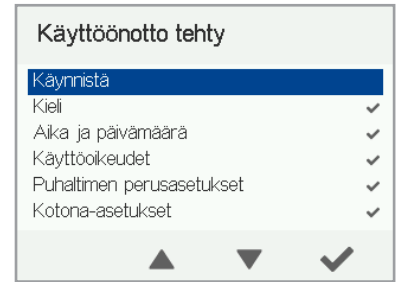 Käyttöönotto tehty
Käynnistä
Kieli
Aika ja päivämäärä
Käyttöoikeudet
Puhaltimen perusasetukset
Kotona-asetukset